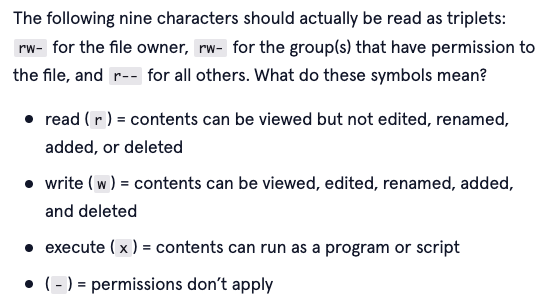 The following nine characters should actually be read as triplets:
rw- for the file owner, rw- for the group(s) that have permission to
the file, and r-- for all others. What do these symbols mean?
• read (r) = contents can be viewed but not edited, renamed,
added, or deleted
• write (w) = contents can be viewed, edited, renamed, added,
and deleted
• execute (x) = contents can run as a program or script
• (-) = permissions don’t apply